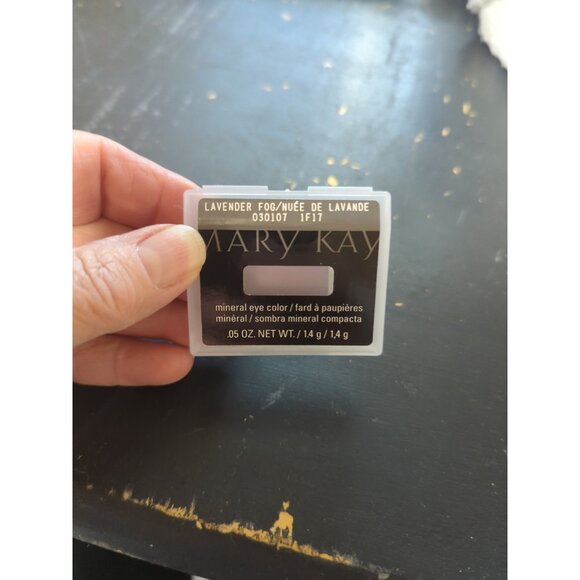 LAVENDER FOG/NUÉE DE LAVANDE
030107 1F17
MARY KAY
mineral eye color / fard à paupières
minéral / sombra mineral compacta
.05 OZ. NET WT. / 1.4 g / 1,4 g